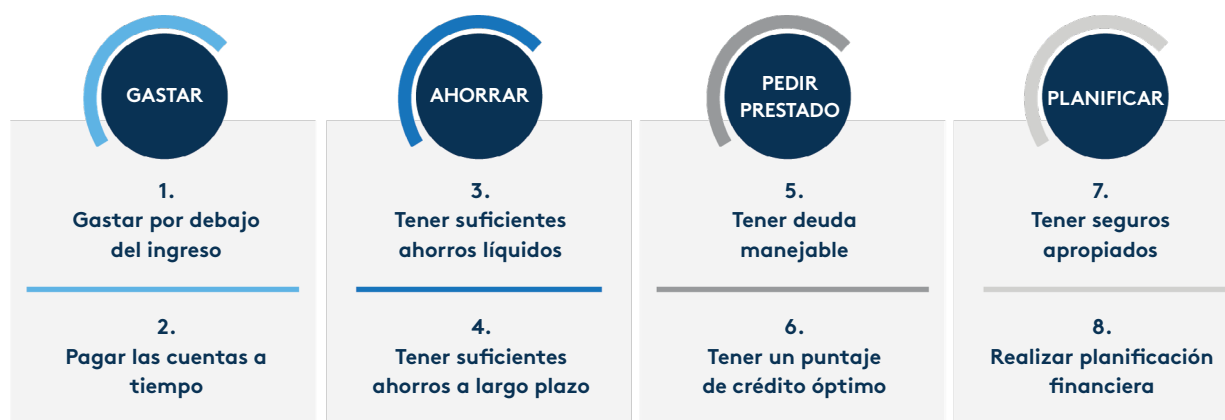 GASTAR
1.
Gastar por debajo
del ingreso
2.
Pagar las cuentas a
tiempo
AHORRAR
3.
Tener suficientes
ahorros líquidos
4.
Tener suficientes
ahorros a largo plazo
PEDIR
PRESTADO
5.
Tener deuda
manejable
6.
Tener un puntaje
de crédito óptimo
PLANIFICAR
7.
Tener seguros
apropiados
8.
Realizar planificación
financiera